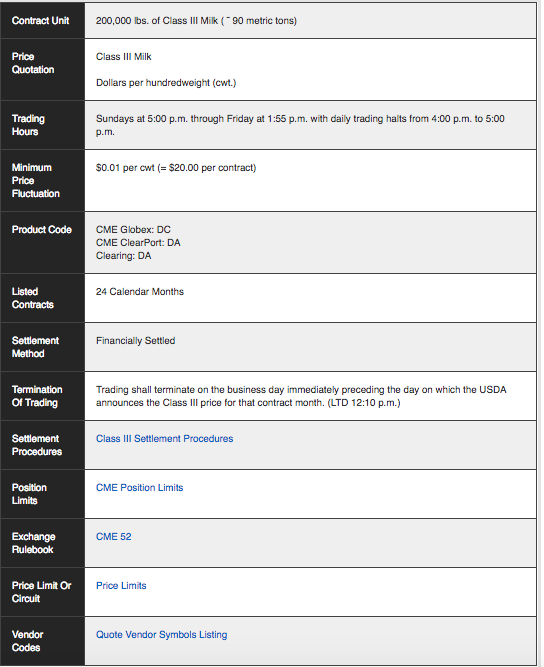 Contract Unit
200,000 lbs. of Class III Milk ( ˜ 90 metric tons)
Price
Quotation
Class III Milk
Dollars per hundredweight (cwt.)
Trading
Hours
Sundays at 5:00 p.m. through Friday at 1:55 p.m. with daily trading halts from 4:00 p.m. to 5:00
p.m.
Minimum
Price
Fluctuation
$0.01 per cwt (= $20.00 per contract)
Product Code
CME Globex: DC
CME ClearPort: DA
Clearing: DA
Listed
Contracts
24 Calendar Months
Settlement
Method
Financially Settled
Termination
Of Trading
Trading shall terminate on the business day immediately preceding the day on which the USDA
announces the Class III price for that contract month. (LTD 12:10 p.m.)
Settlement
Procedures
Class III Settlement Procedures
Position
Limits
CME Position Limits
Exchange
Rulebook
CME 52
Price Limit Or
Circuit
Price Limits
Vendor
Codes
Quote Vendor Symbols Listing